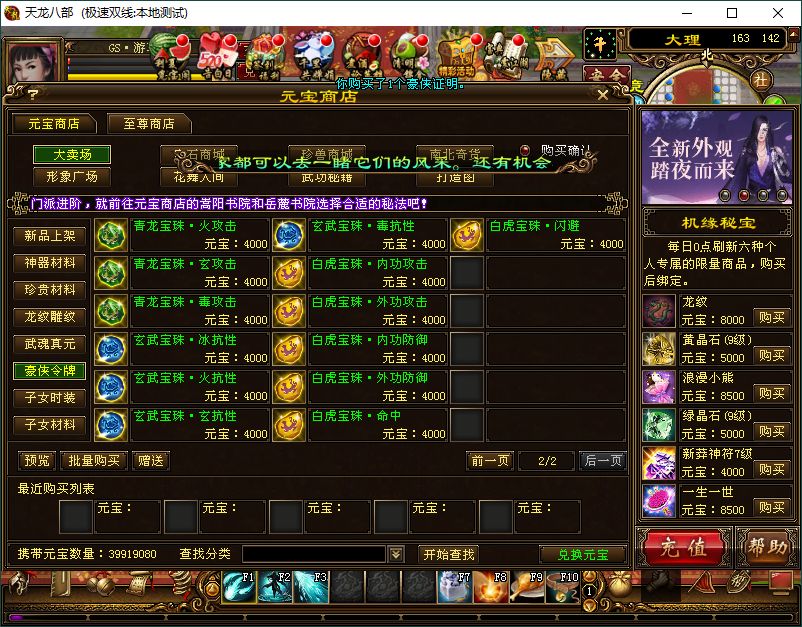 天龙八部 (极速双线:本地测试)
GS·游
大理 163 142
北
社
安全
你购买了1个豪侠证明。
?
元宝商店
元宝商店
至尊商店
大卖场
宝石商城
珍兽商城
南北奇货
购买确认
家都可以去一睹它们的风采。还有机会
形象广场
花舞人间
武功秘籍
打造图
门派进阶，就前往元宝商店的嵩阳书院和岳麓书院选择合适的秘法吧！
新品上架
神器材料
珍贵材料
龙纹雕纹
武魂真元
豪侠令牌
子女时装
子女材料
青龙宝珠·火攻击
元宝：4000
玄武宝珠·毒抗性
元宝：4000
白虎宝珠·闪避
元宝：4000
青龙宝珠·玄攻击
元宝：4000
白虎宝珠·内功攻击
元宝：4000
青龙宝珠·毒攻击
元宝：4000
白虎宝珠·外功攻击
元宝：4000
玄武宝珠·冰抗性
元宝：4000
白虎宝珠·内功防御
元宝：4000
玄武宝珠·火抗性
元宝：4000
白虎宝珠·外功防御
元宝：4000
玄武宝珠·玄抗性
元宝：4000
白虎宝珠·命中
元宝：4000
预览
批量购买
赠送
前一页
2/2
后一页
最近购买列表
元宝：
元宝：
元宝：
元宝：
元宝：
携带元宝数量：39919080
查找分类
开始查找
兑换元宝
全新外观
踏夜而来
机缘秘宝
每日0点刷新六种个
人专属的限量商品，购买
后绑定。
龙纹
元宝：8000
购买
黄晶石(9级)
元宝：5000
购买
浪漫小熊
元宝：8500
购买
绿晶石(9级)
元宝：5000
购买
新莽神符7级
元宝：4000
购买
一生一世
元宝：8500
购买
充值
帮助
F1
F2
F3
F7
F8
F9
F10
1